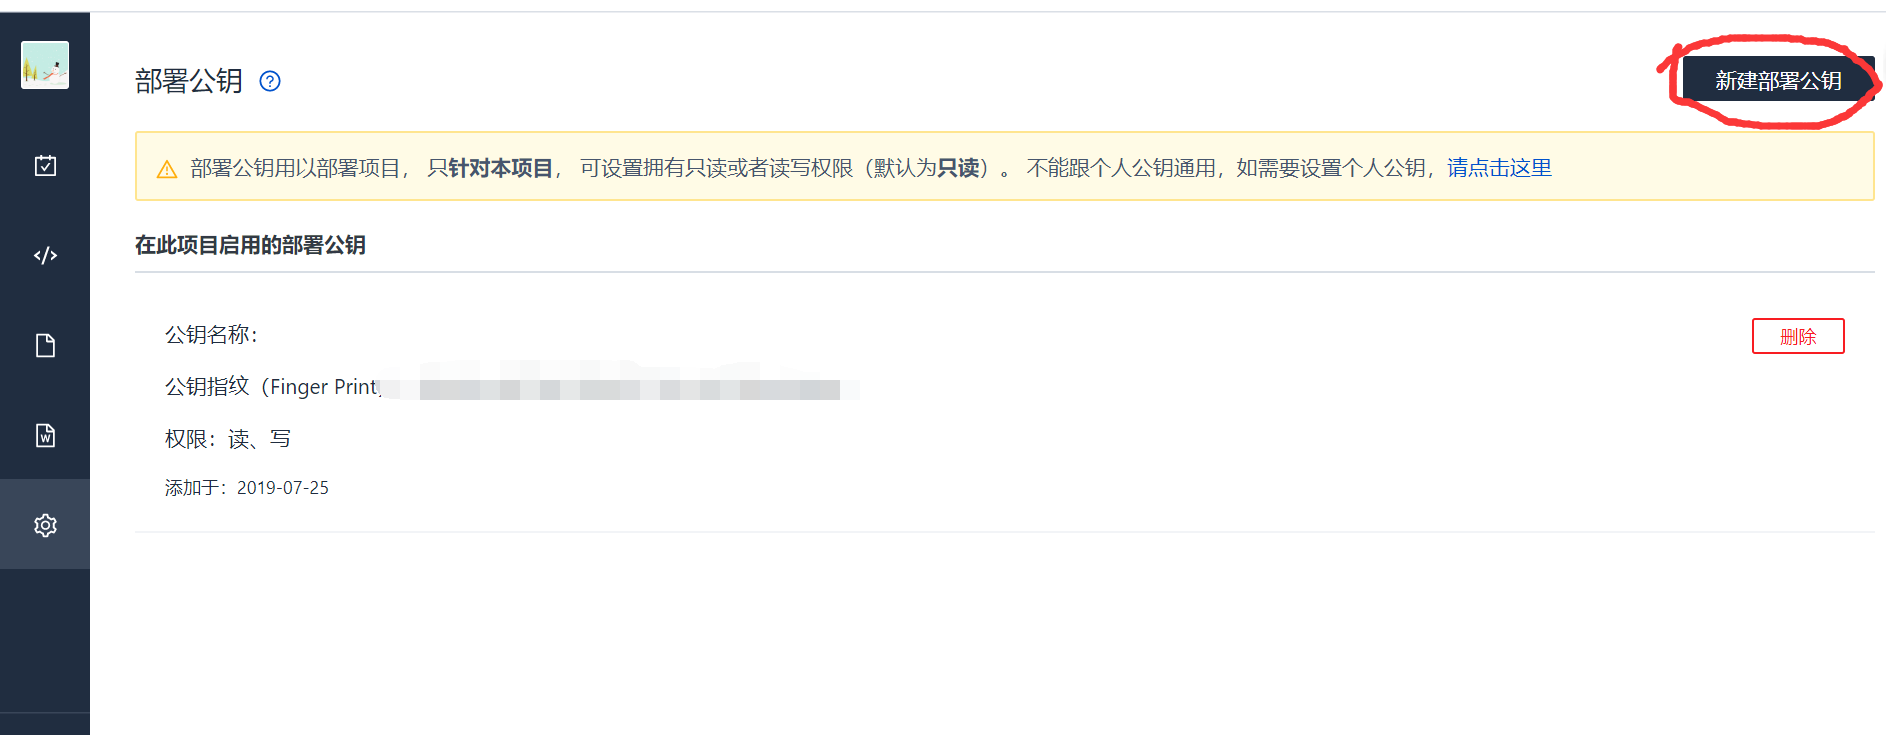 部署公钥
新建部署公钥
部署公钥用以部署项目， 只针对本项目， 可设置拥有只读或者读写权限（默认为只读）。 不能跟个人公钥通用，如需要设置个人公钥，请点击这里
在此项目启用的部署公钥
公钥名称：
删除
公钥指纹（Finger Print
权限：读、写
添加于：2019-07-25